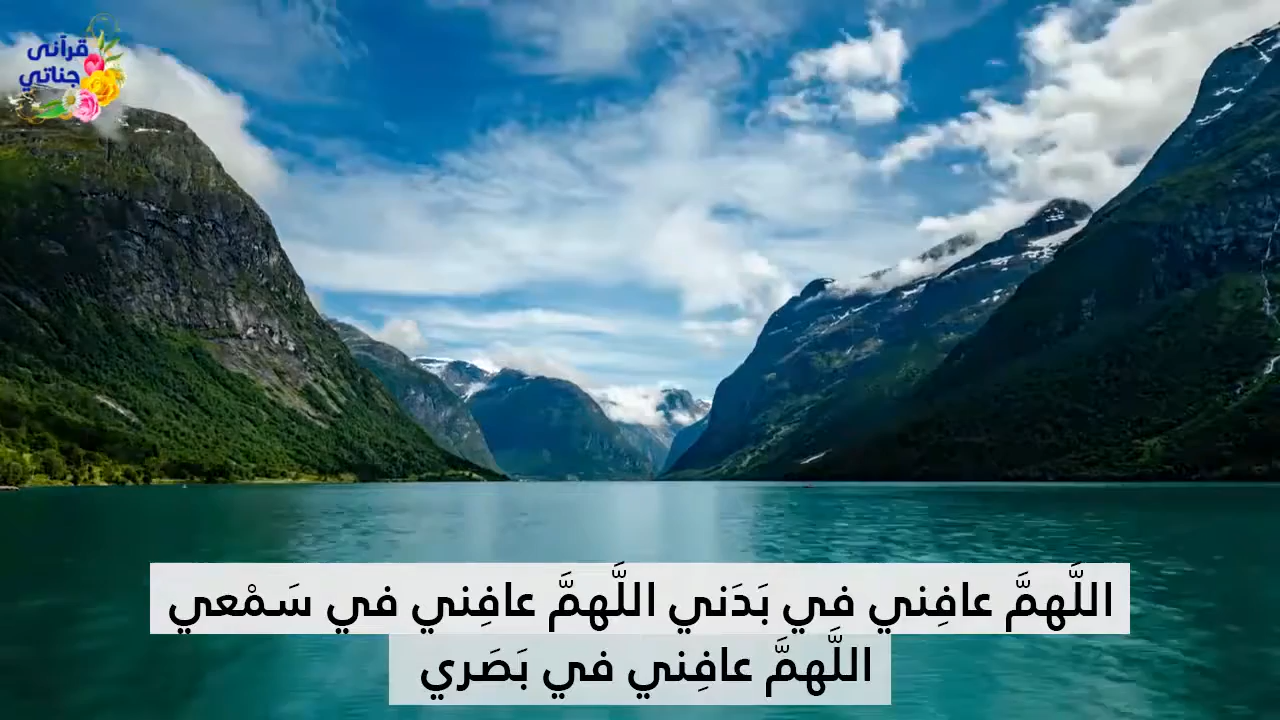 قرآنى
جناتي
اللَّهمَّ عافِني في بَدَني اللَّهمَّ عافِني في سَمْعي
اللَّهمَّ عافِني في بَصَري